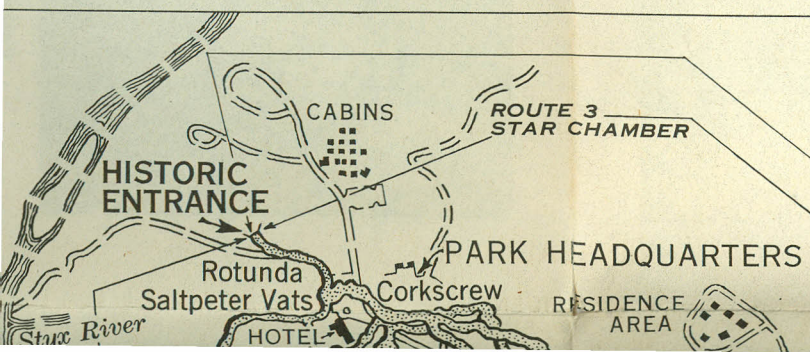 CABINS
ROUTE 3
STAR CHAMBER
HISTORIC
ENTRANCE
PARK HEADQUARTERS
Rotunda
Saltpeter Vats
Corkscrew
RESIDENCE
AREA
Styx River
HOTEL